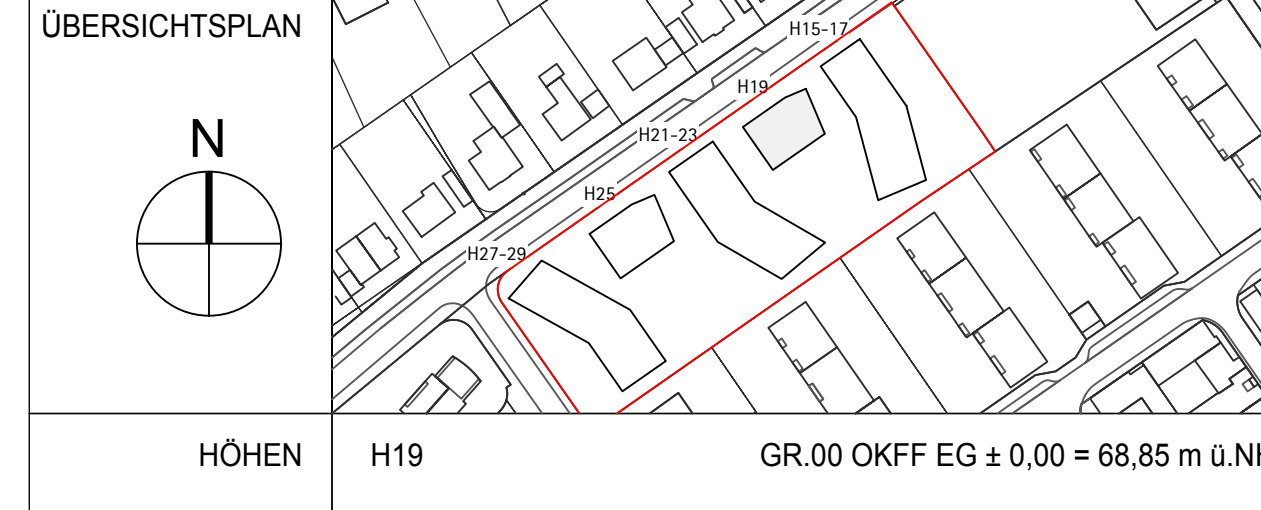 ÜBERSICHTSPLAN
N
H15-17
H19
H21-23
H25
H27-29
HÖHEN
H19
GR.00 OKFF EG ± 0,00 = 68,85 m ü.